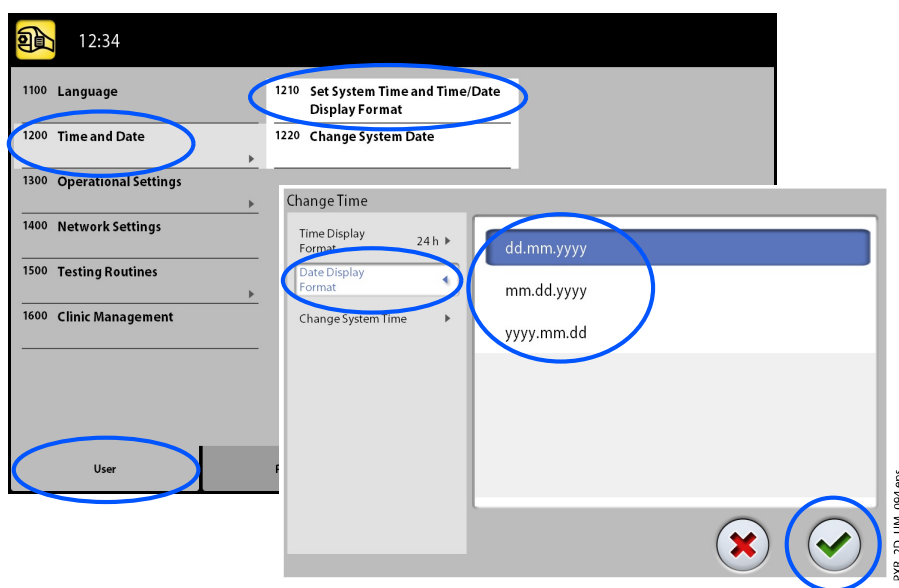 12:34
1100 Language
1200 Time and Date
1300 Operational Settings
1400 Network Settings
1500 Testing Routines
1600 Clinic Management
1210 Set System Time and Time/Date
Display Format
1220 Change System Date
User
Change Time
Time Display
Format
24 h
Date Display
Format
Change System Time
dd.mm.yyyy
mm.dd.yyyy
yyyy.mm.dd